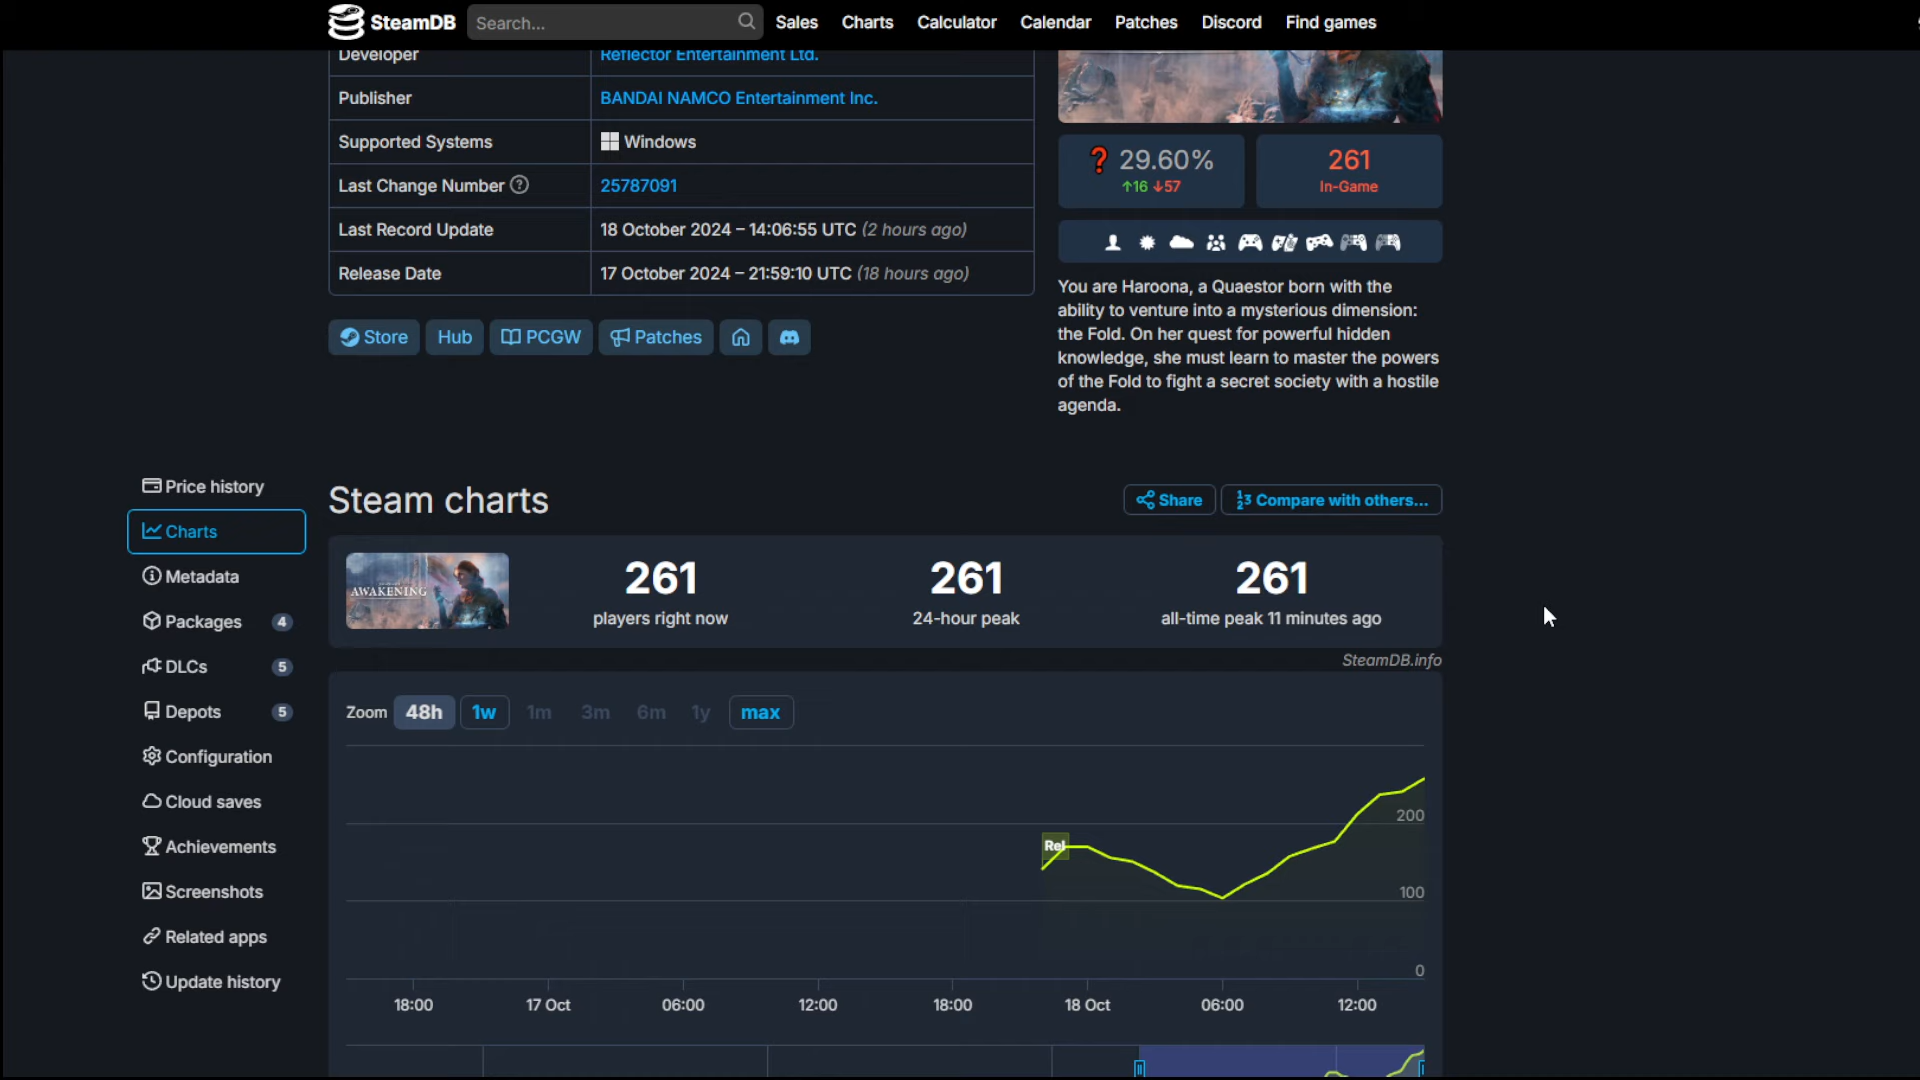 SteamDB
Search...
Sales
Charts
Calculator
Calendar
Patches
Discord
Find games
Developer
Reflector Entertainment Ltd.
Publisher
BANDAI NAMCO Entertainment Inc.
Supported Systems
Windows
Last Change Number
25787091
Last Record Update
18 October 2024 – 14:06:55 UTC (2 hours ago)
Release Date
17 October 2024 – 21:59:10 UTC (18 hours ago)
Store
Hub
PCGW
Patches
29.60%
↑16 ↓57
261
In-Game
You are Haroona, a Quaestor born with the
ability to venture into a mysterious dimension:
the Fold. On her quest for powerful hidden
knowledge, she must learn to master the powers
of the Fold to fight a secret society with a hostile
agenda.
Price history
Charts
Metadata
Packages 4
DLCs 5
Depots 5
Configuration
Cloud saves
Achievements
Screenshots
Related apps
Update history
Steam charts
Share
Compare with others...
AWAKENING
261
players right now
261
24-hour peak
261
all-time peak 11 minutes ago
SteamDB.info
Zoom
48h
1w
1m
3m
6m
1y
max
Rel
200
100
0
18:00
17 Oct
06:00
12:00
18:00
18 Oct
06:00
12:00